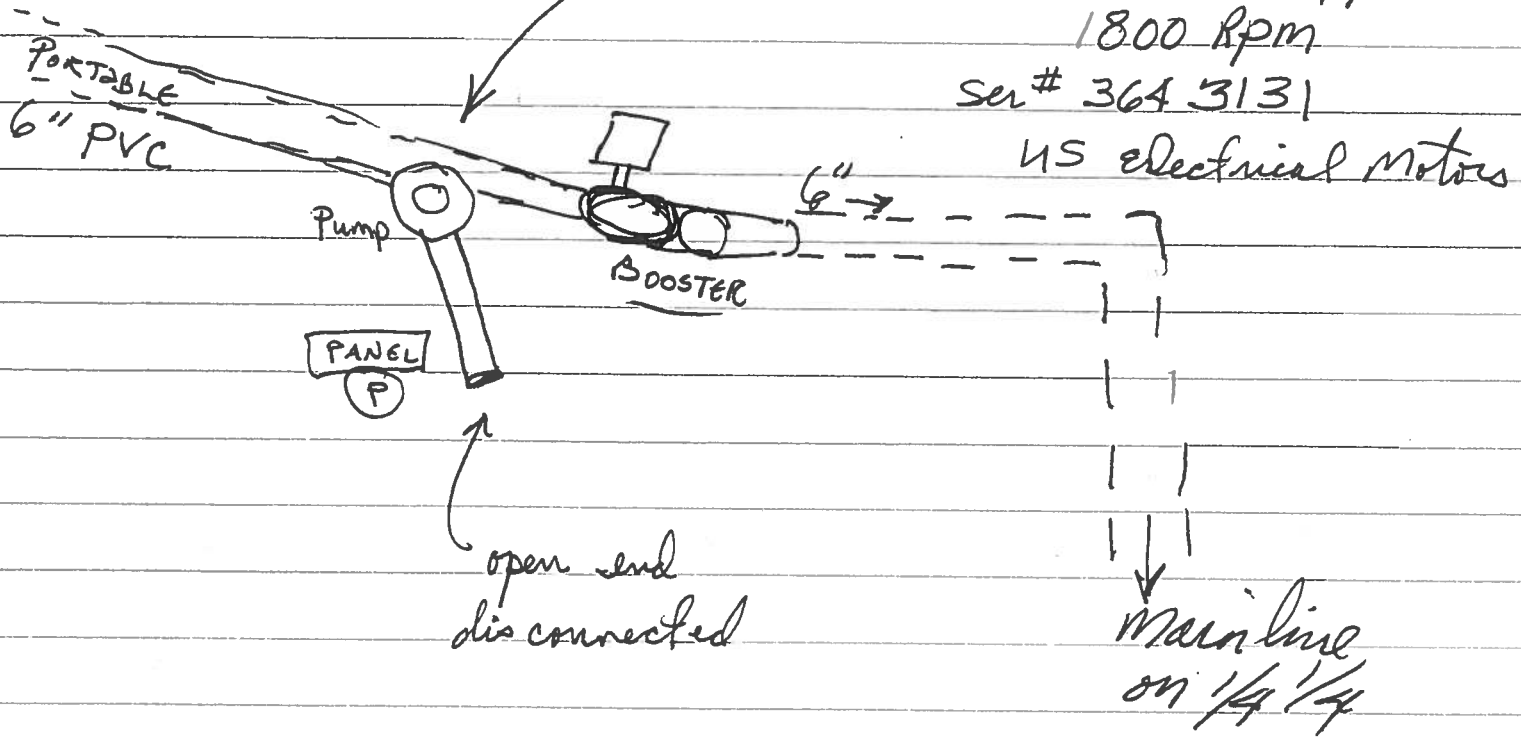 1800 Rpm
Ser# 364 3131
US Electrical Motors
PORTABLE
6" PVC
6"
Pump
BOOSTER
PANEL
P
open end
disconnected
Mainline
on 1/4 1/4